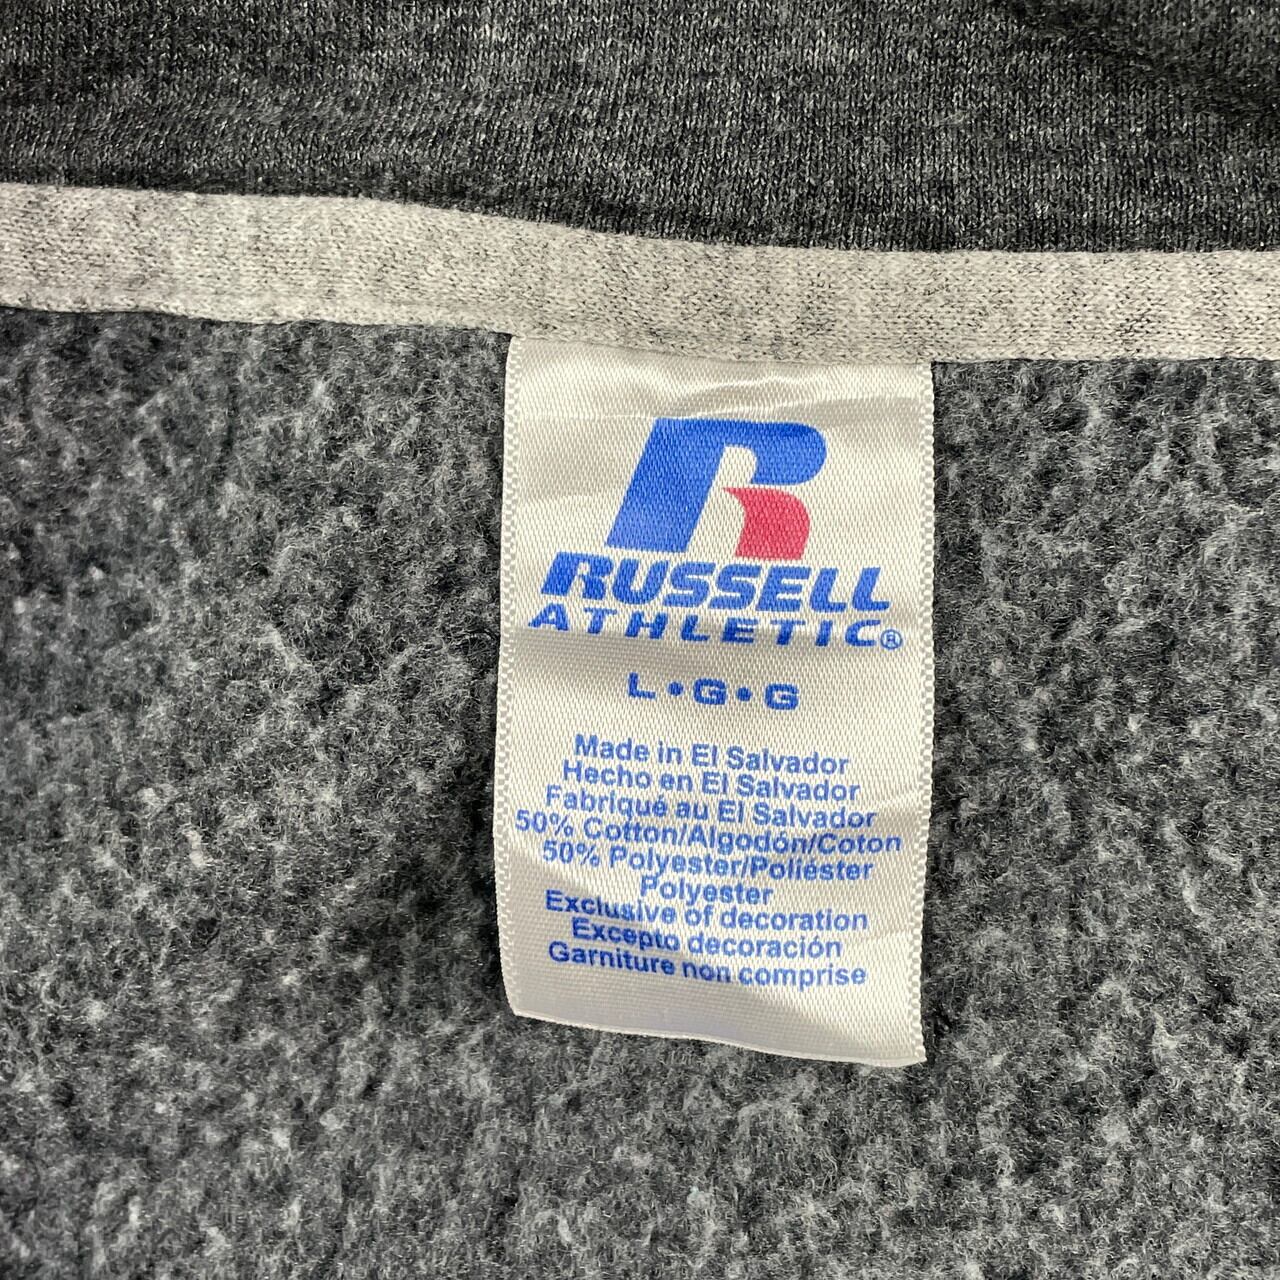 R
RUSSELL
ATHLETIC®
L•G•G
Made in El Salvador
Hecho en El Salvador
Fabriqué au El Salvador
50% Cotton/Algodón/Coton
50% Polyester/Poliéster
Polyester
Exclusive of decoration
Excepto decoración
Garniture non comprise